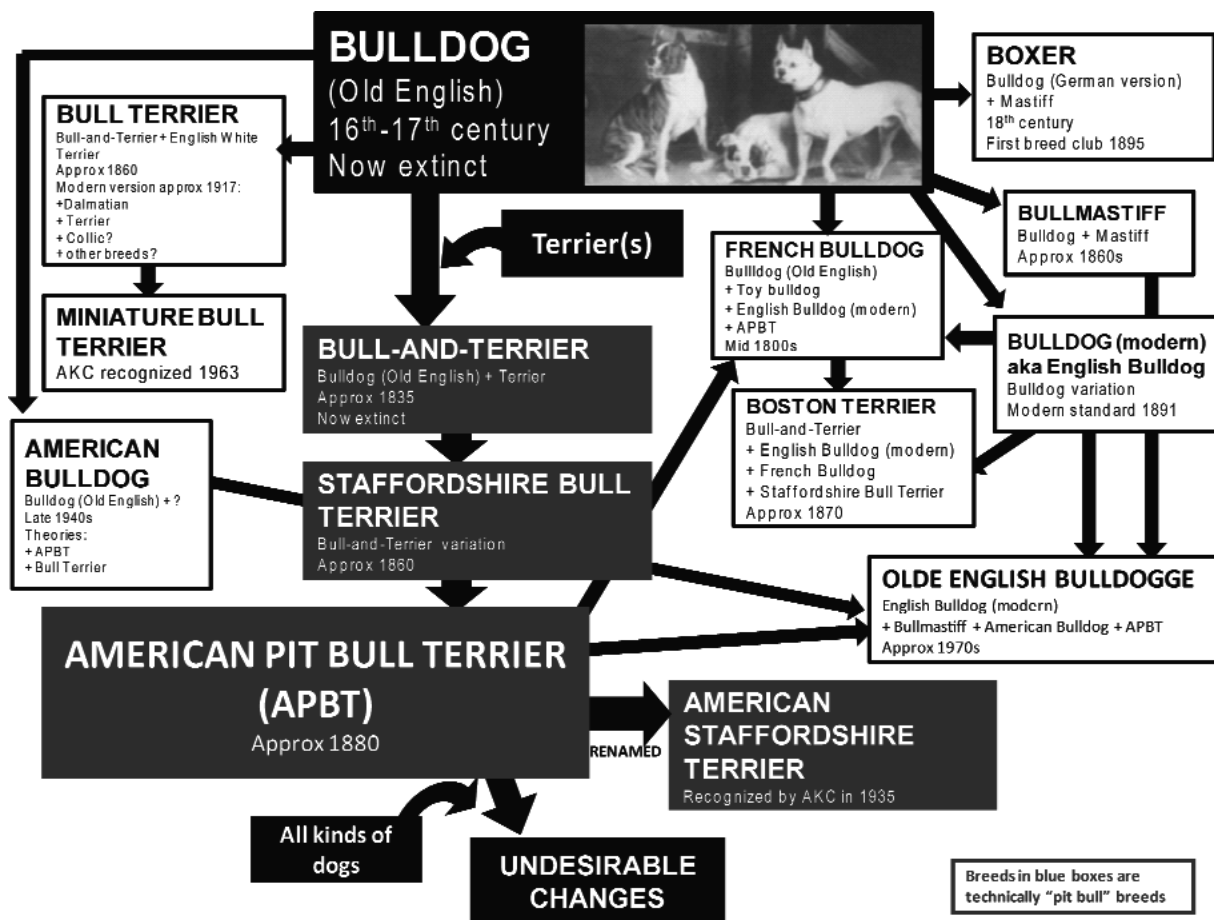 BULLDOG
(Old English)
16th-17th century
Now extinct
BOXER
Bulldog (German version)
+ Mastiff
18th century
First breed club 1895
BULL TERRIER
Bull-and-Terrier + English White
Terrier
Approx 1860
Modern version approx 1917:
+Dalmatian
+ Terrier
+ Collic?
+ other breeds?
BULLMASTIFF
Bulldog + Mastiff
Approx 1860s
Terrier(s)
FRENCH BULLDOG
Bullldog (Old English)
+ Toy bulldog
+ English Bulldog (modern)
+ APBT
Mid 1800s
MINIATURE BULL
TERRIER
AKC recognized 1963
BULL-AND-TERRIER
Bulldog (Old English) + Terrier
Approx 1835
Now extinct
BULLDOG (modern)
aka English Bulldog
Bulldog variation
Modern standard 1891
BOSTON TERRIER
Bull-and-Terrier
+ English Bulldog (modern)
+ French Bulldog
+ Staffordshire Bull Terrier
Approx 1870
AMERICAN
BULLDOG
Bulldog (Old English) + ?
Late 1940s
Theories:
+ APBT
+ Bull Terrier
STAFFORDSHIRE BULL
TERRIER
Bull-and-Terrier variation
Approx 1860
OLDE ENGLISH BULLDOGGE
English Bulldog (modern)
+ Bullmastiff + American Bulldog + APBT
Approx 1970s
AMERICAN PIT BULL TERRIER
(APBT)
Approx 1880
RENAMED
AMERICAN
STAFFORDSHIRE
TERRIER
Recognized by AKC in 1935
All kinds of
dogs
UNDESIRABLE
CHANGES
Breeds in blue boxes are
technically "pit bull" breeds